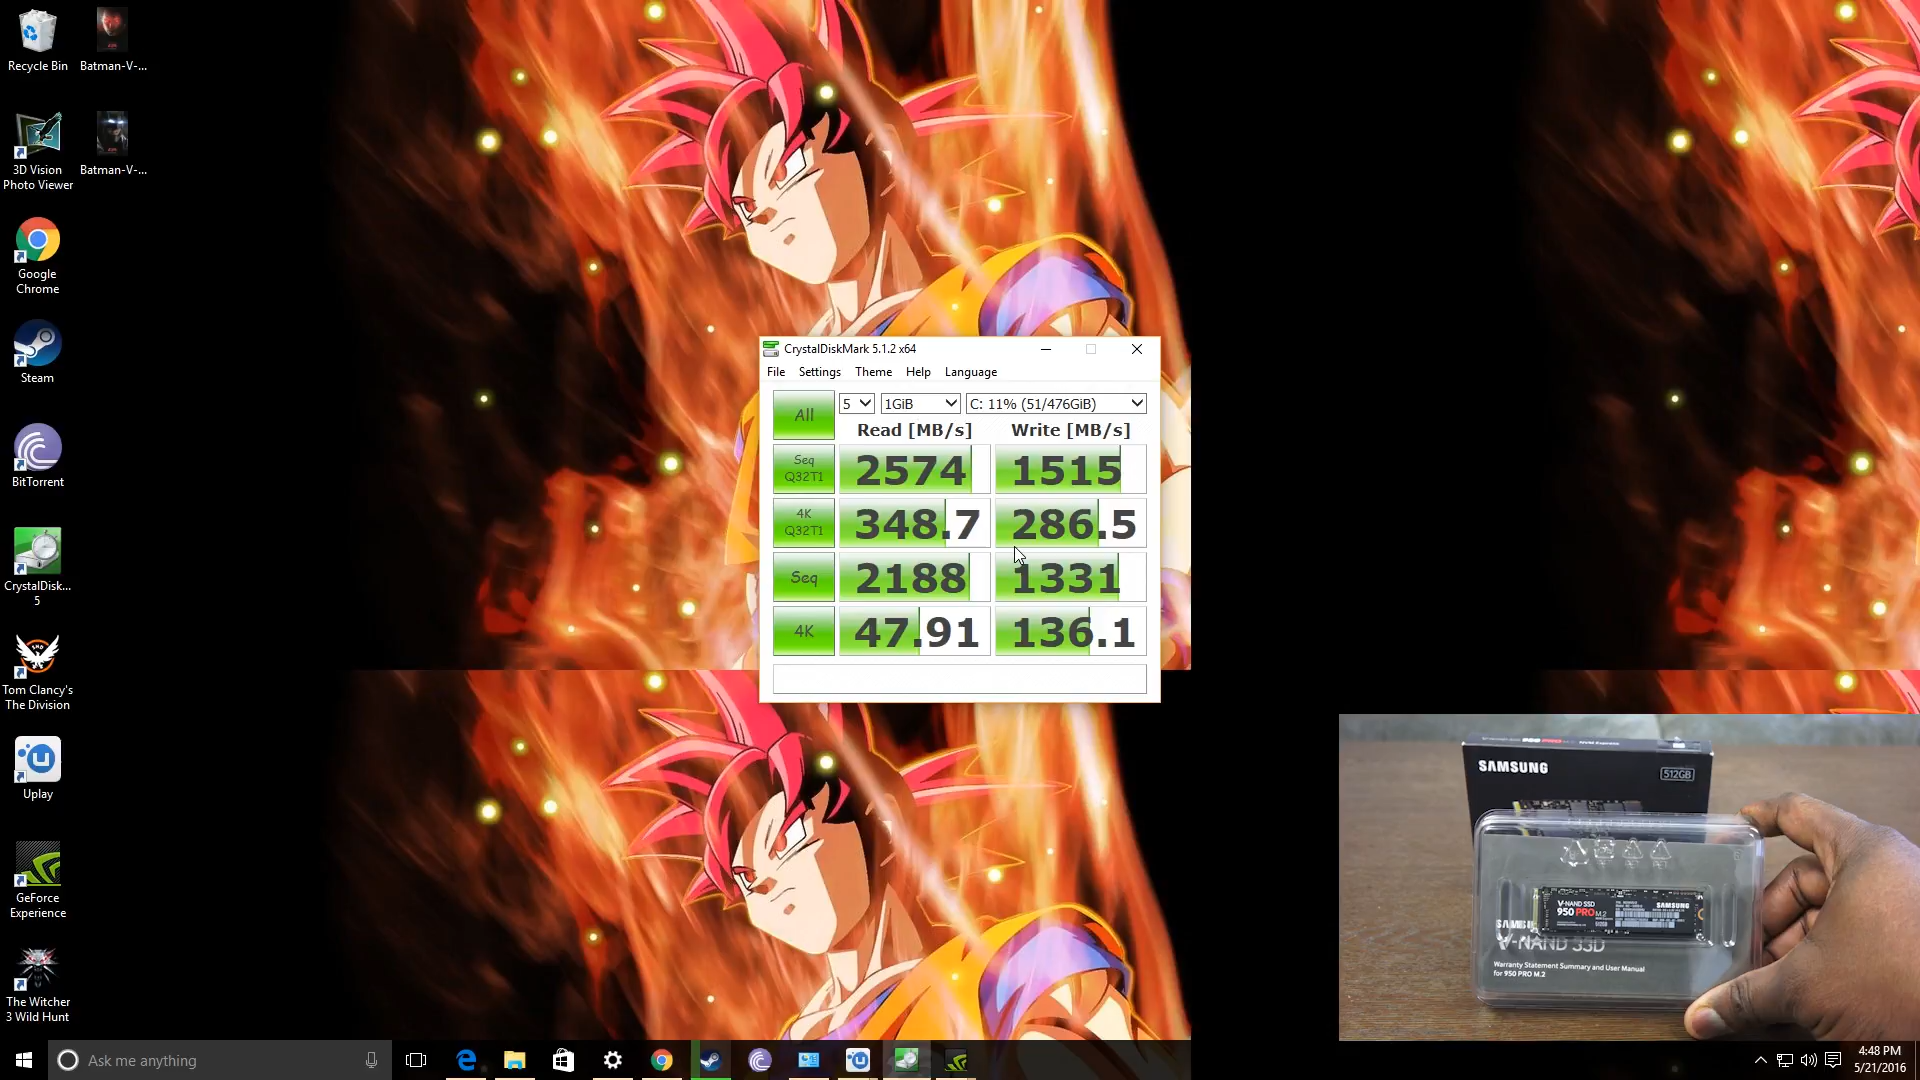 Recycle Bin
Batman-V-...
3D Vision
Photo Viewer
Batman-V-...
Google
Chrome
Steam
BitTorrent
CrystalDisk...
5
Tom Clancy's
The Division
Uplay
GeForce
Experience
The Witcher
3 Wild Hunt
CrystalDiskMark 5.1.2 x64
File Settings Theme Help Language
All 5 1GiB C: 11% (51/476GiB)
Read [MB/s] Write [MB/s]
Seq
Q32T1 2574 1515
4K
Q32T1 348.7 286.5
Seq 2188 1331
4K 47.91 136.1
950 PRO
SAMSUNG 512GB
V-NAND SSD
950 PRO M.2 SAMSUNG
V-NAND SSD
Warranty Statement Summary and User Manual
for 950 PRO M.2
Ask me anything
4:48 PM
5/21/2016